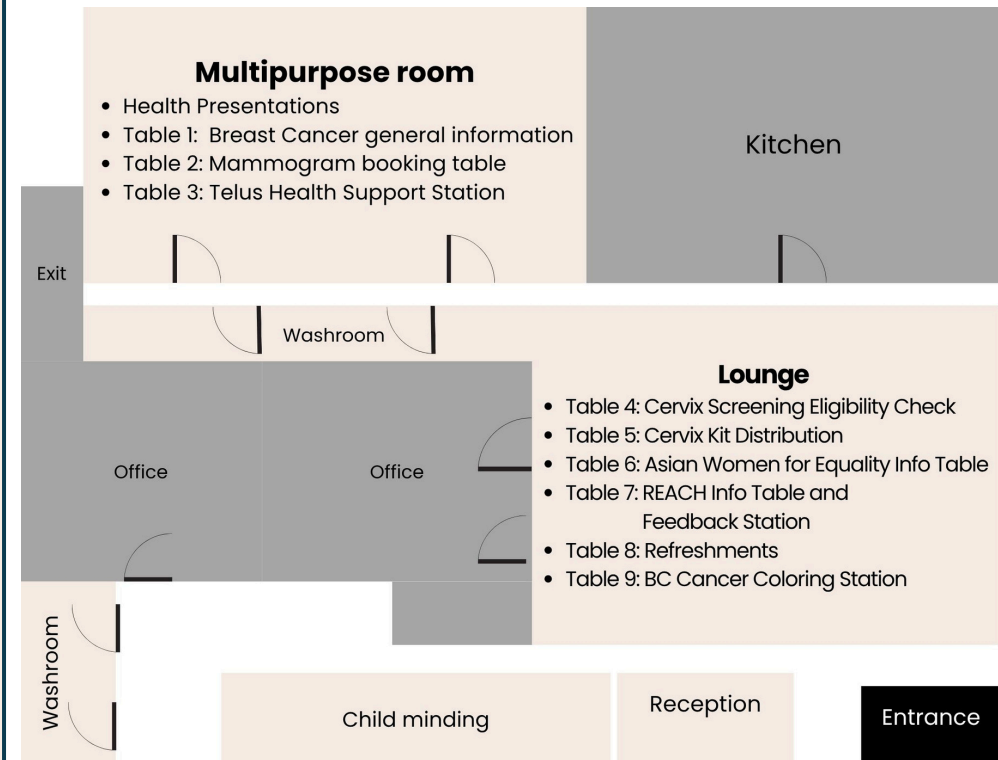 Multipurpose room
• Health Presentations
• Table 1: Breast Cancer general information
• Table 2: Mammogram booking table
• Table 3: Telus Health Support Station
Kitchen
Exit
Washroom
Lounge
• Table 4: Cervix Screening Eligibility Check
• Table 5: Cervix Kit Distribution
• Table 6: Asian Women for Equality Info Table
• Table 7: REACH Info Table and
Feedback Station
• Table 8: Refreshments
• Table 9: BC Cancer Coloring Station
Office
Office
Washroom
Child minding
Reception
Entrance